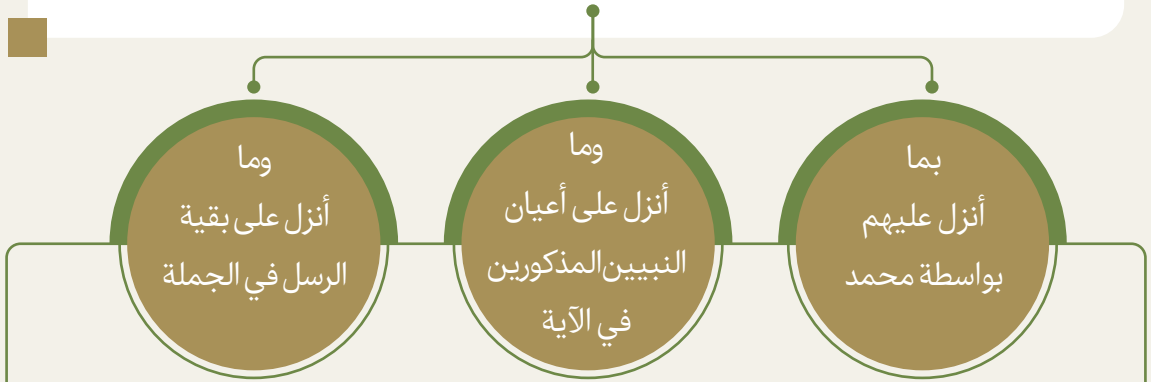 بما
أنزل عليهم
بواسطة محمد
وما
أنزل على أعيان
النبيين المذكورين
في الآية
وما
أنزل على بقية
الرسل في الجملة